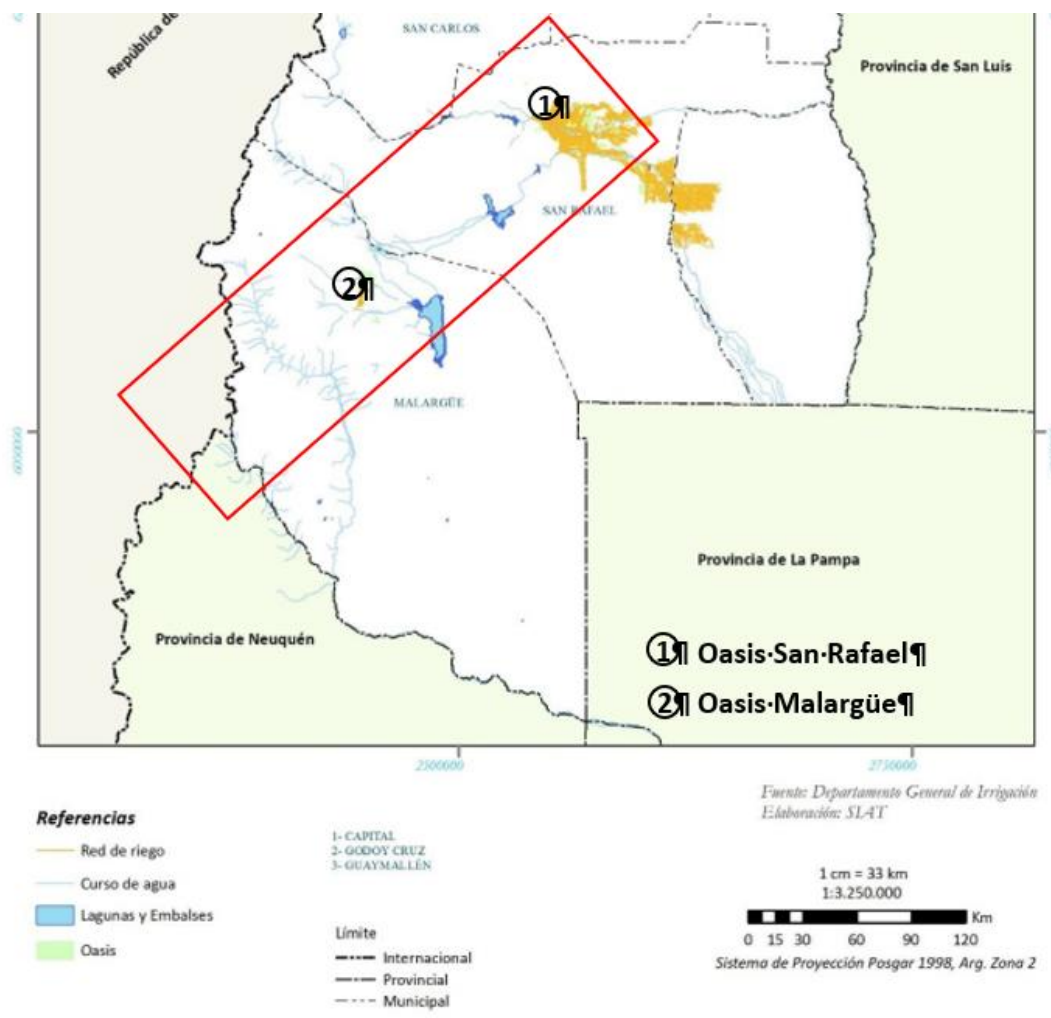 República de
SAN CARLOS
Provincia de San Luis
①¶
SAN RAFAEL
②¶
MALARGÜE
6050000
Provincia de La Pampa
Provincia de Neuquén
①¶ Oasis·San·Rafael¶
②¶ Oasis·Malargüe¶
2500000
2750000
Fuente: Departamento General de Irrigación
Elaboración: SIAT
Referencias
Red de riego
Curso de agua
Lagunas y Embalses
Oasis
1- CAPITAL
2- GODOY CRUZ
3- GUAYMALLÉN
Límite
Internacional
Provincial
Municipal
1 cm = 33 km
1:3.250.000
Km
0 15 30 60 90 120
Sistema de Proyección Posgar 1998, Arg. Zona 2